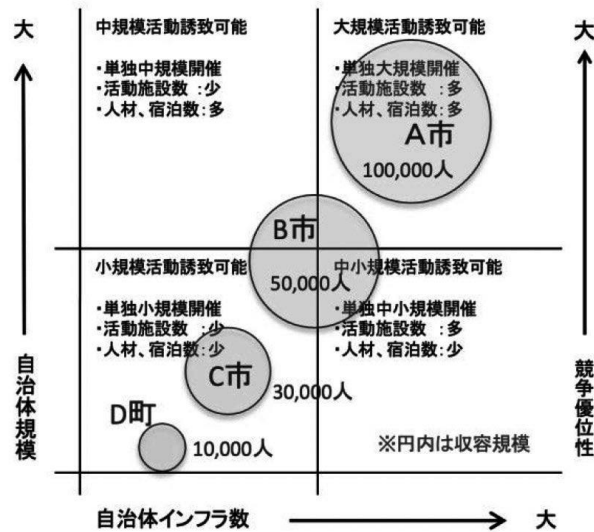 大
中規模活動誘致可能
・単独中規模開催
・活動施設数 :少
・人材、宿泊数:多
大規模活動誘致可能
・単独大規模開催
・活動施設数 :多
・人材、宿泊数:多
大
A市
100,000人
B市
50,000人
小規模活動誘致可能
・単独小規模開催
・活動施設数 :少
・人材、宿泊数:少
中小規模活動誘致可能
・単独中小規模開催
・活動施設数 :多
・人材、宿泊数:少
C市
30,000人
D町
10,000人
※円内は収容規模
自治体規模
競争優位性
自治体インフラ数
大